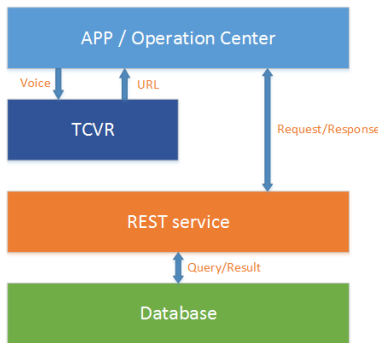 APP / Operation Center
Voice
URL
TCVR
Request/Response
REST service
Query/Result
Database